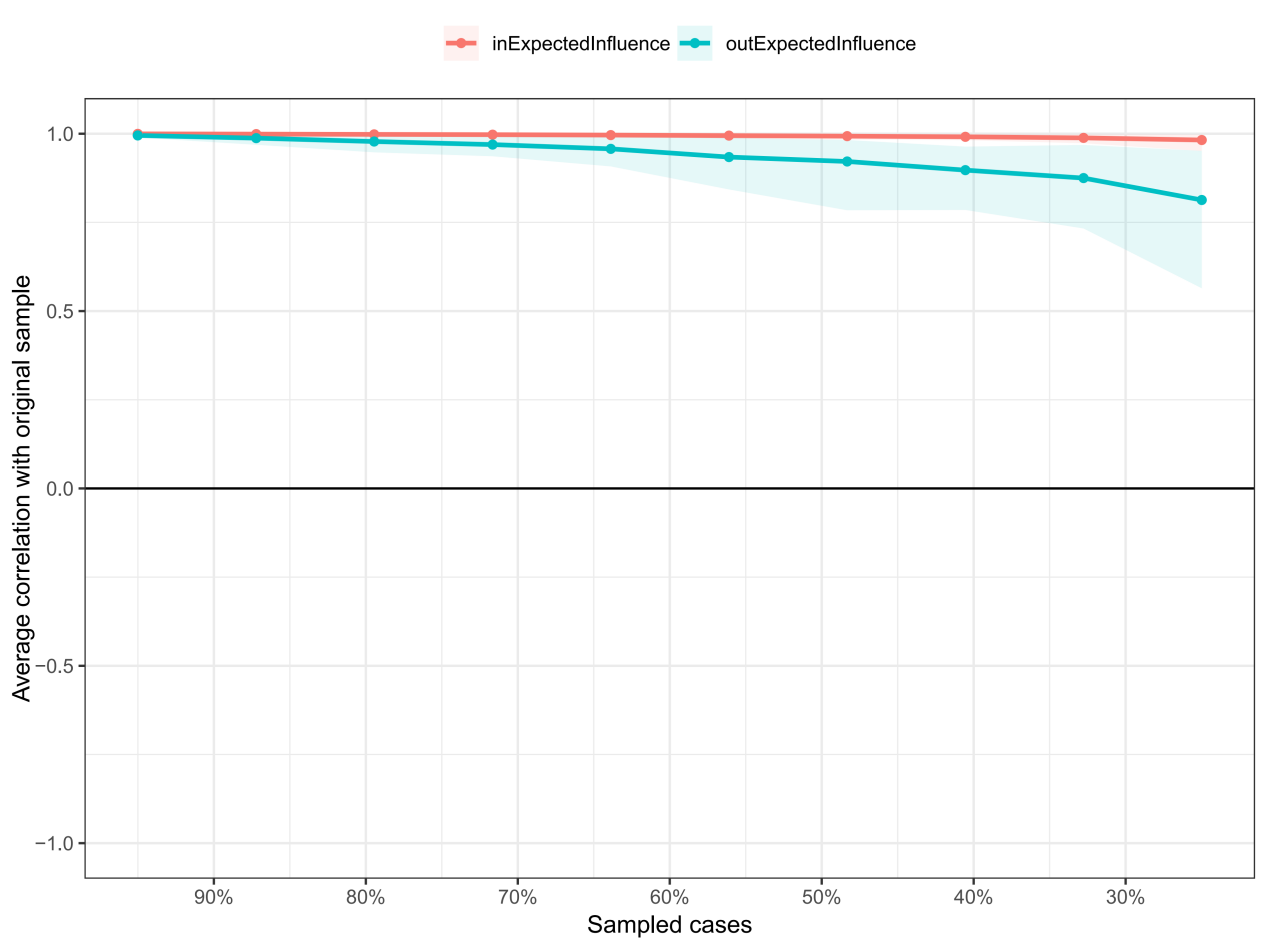 inExpectedInfluence outExpectedInfluence
Average correlation with original sample
1.0
0.5
0.0
−0.5
−1.0
90% 80% 70% 60% 50% 40% 30%
Sampled cases